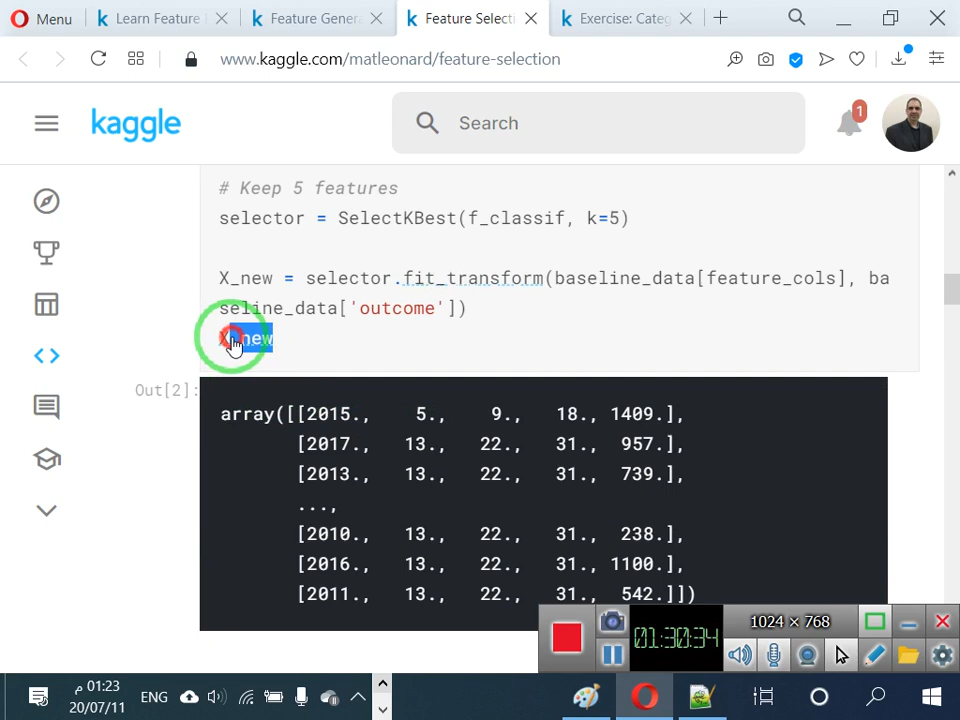 Menu
Learn Feature
Feature Gener
Feature Selecti
Exercise: Categ
www.kaggle.com/matleonard/feature-selection
kaggle
Search
1
# Keep 5 features
selector = SelectKBest(f_classif, k=5)
X_new = selector.fit_transform(baseline_data[feature_cols], ba
seline_data['outcome'])
X_new
Out[2]:
array([[2015., 5., 9., 18., 1409.],
[2017., 13., 22., 31., 957.],
[2013., 13., 22., 31., 739.],
...,
[2010., 13., 22., 31., 238.],
[2016., 13., 22., 31., 1100.],
[2011., 13., 22., 31., 542.]])
1024 × 768
01:30:34
01:23 م
20/07/11
ENG